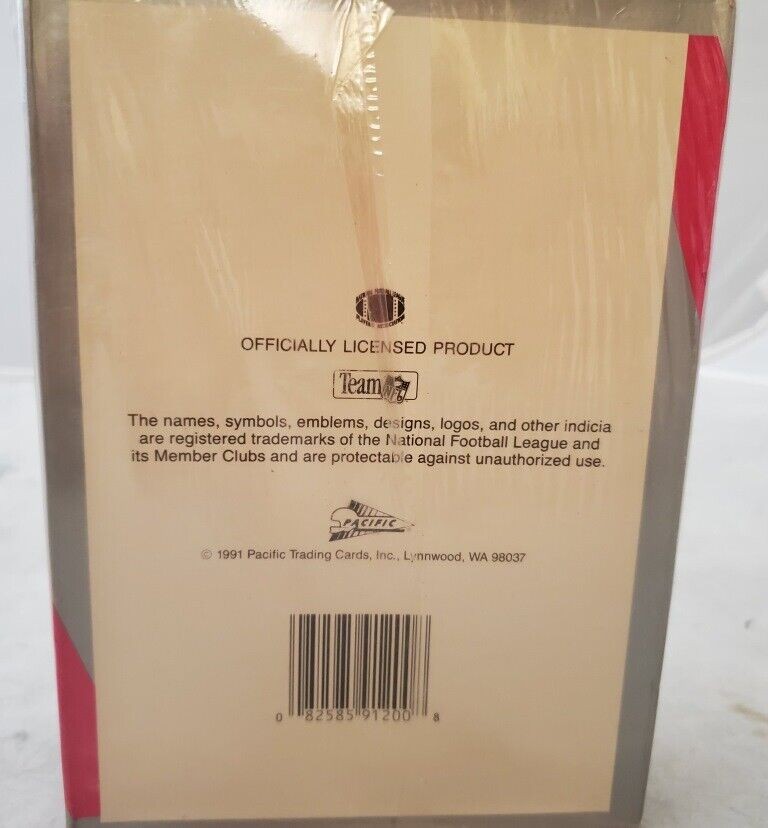 OFFICIALLY LICENSED PRODUCT
Team NFL
The names, symbols, emblems, designs, logos, and other indicia
are registered trademarks of the National Football League and
its Member Clubs and are protectable against unauthorized use.
PACIFIC
© 1991 Pacific Trading Cards, Inc., Lynnwood, WA 98037
0 82585 91200 8